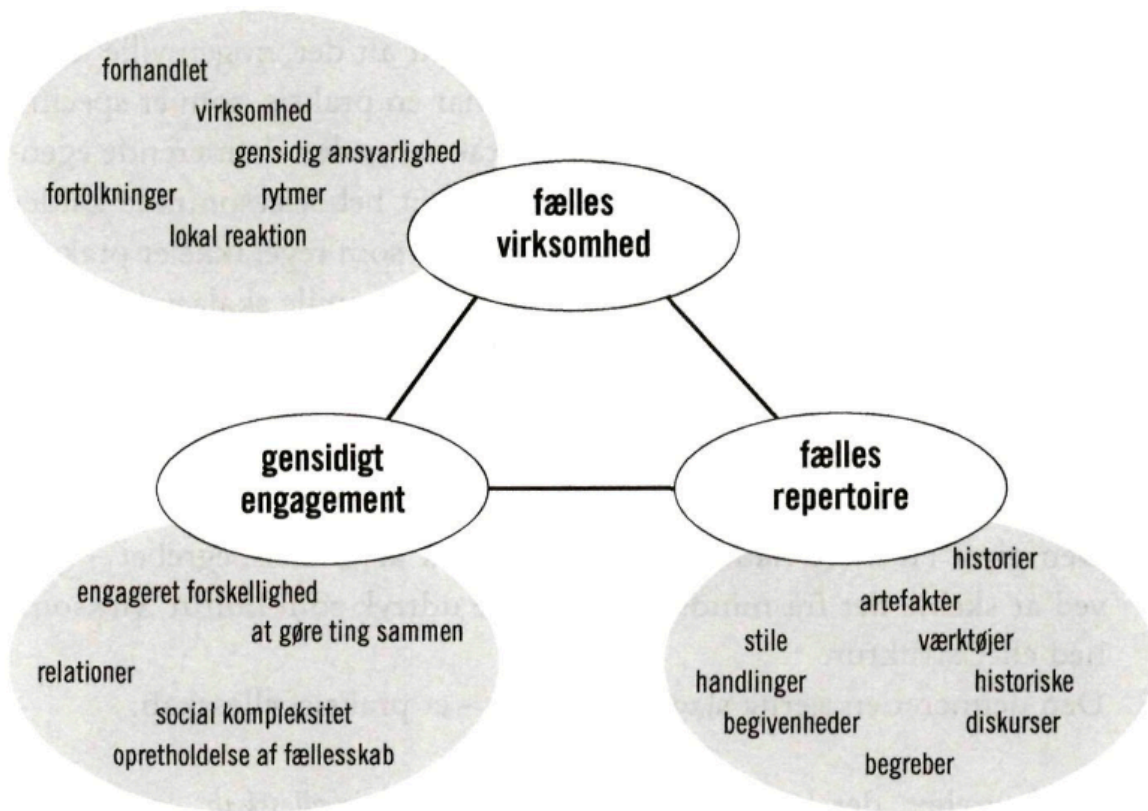 forhandlet
virksomhed
gensidig ansvarlighed
fortolkninger rytmer
lokal reaktion
fælles
virksomhed
gensidigt
engagement
fælles
repertoire
engageret forskellighed
at gøre ting sammen
relationer
social kompleksitet
opretholdelse af fællesskab
historier
artefakter
stile værktøjer
handlinger historiske
begivenheder diskurser
begreber